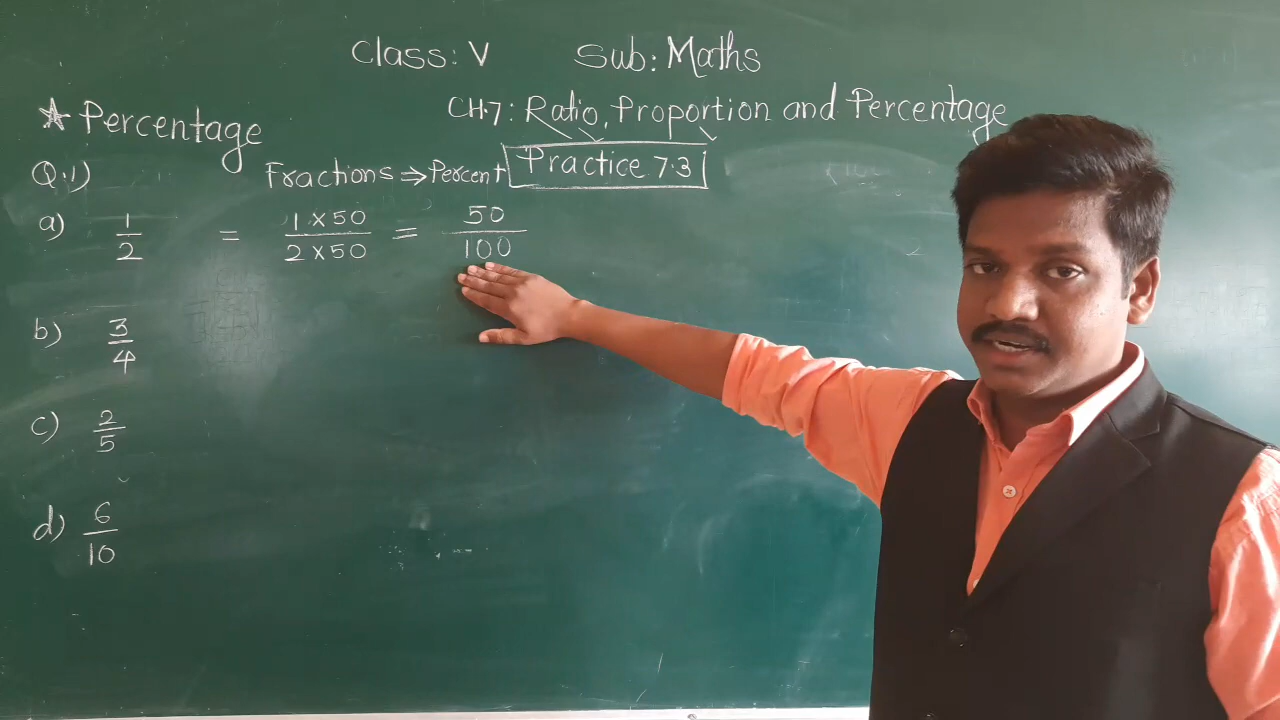 Class: V Sub: Maths
CH.7: Ratio, Proportion and Percentage
★ Percentage
Q.1) Fractions ⇒ Percent Practice 7.3
a) 1/2 = 1×50/2×50 = 50/100
b) 3/4
c) 2/5
d) 6/10